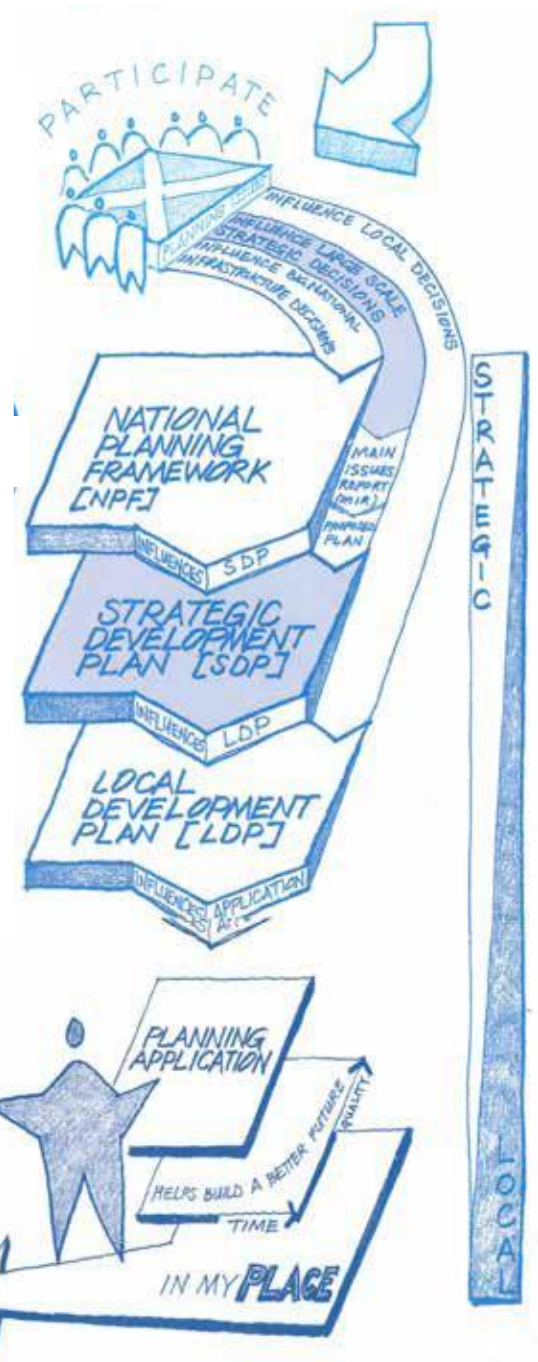 PARTICIPATE
PLANNING
INFLUENCE LOCAL DECISIONS
INFLUENCE LARGE SCALE
STRATEGIC DECISIONS
INFLUENCE BIG NATIONAL
INFRASTRUCTURE DECISIONS
NATIONAL
PLANNING
FRAMEWORK
[NPF]
MAIN
ISSUES
REPORT
(MIR)
PROPOSED
PLAN
INFLUENCES SDP
STRATEGIC
DEVELOPMENT
PLAN [SDP]
INFLUENCES LDP
LOCAL
DEVELOPMENT
PLAN [LDP]
INFLUENCES APPLICATION
PLANNING
APPLICATION
HELPS BUILD A BETTER FUTURE
QUALITY
TIME
IN MY PLACE
STRATEGIC
LOCAL